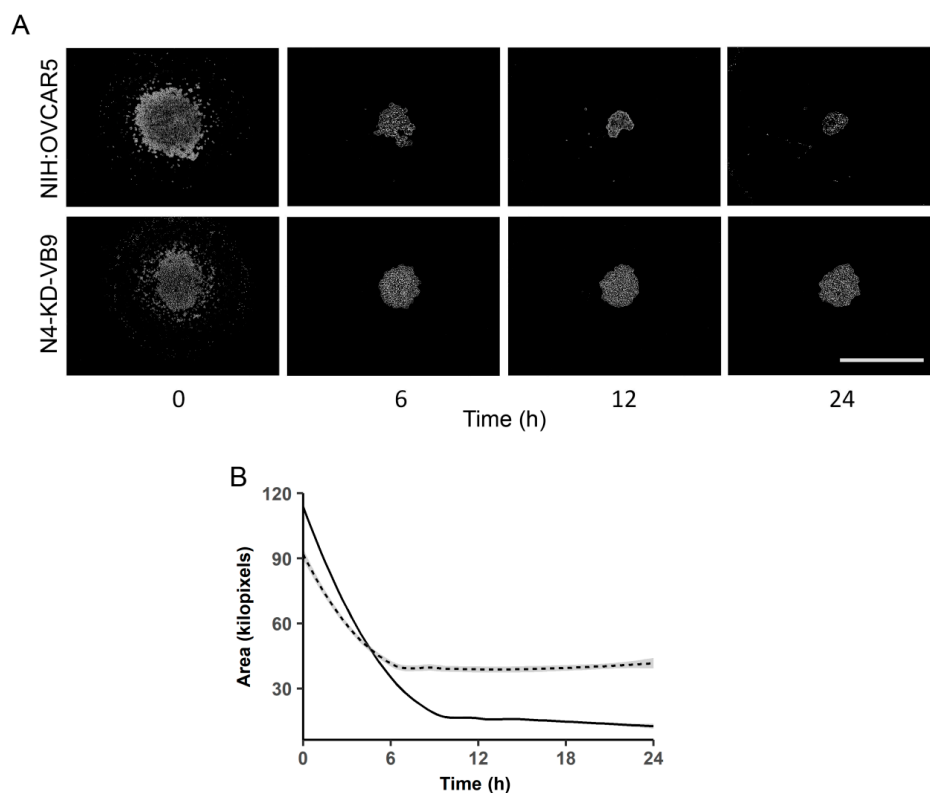 A
NIH:OVCAR5
N4-KD-VB9
0 6 12 24
Time (h)
B
120
90
60
30
Area (kilopixels)
0 6 12 18 24
Time (h)